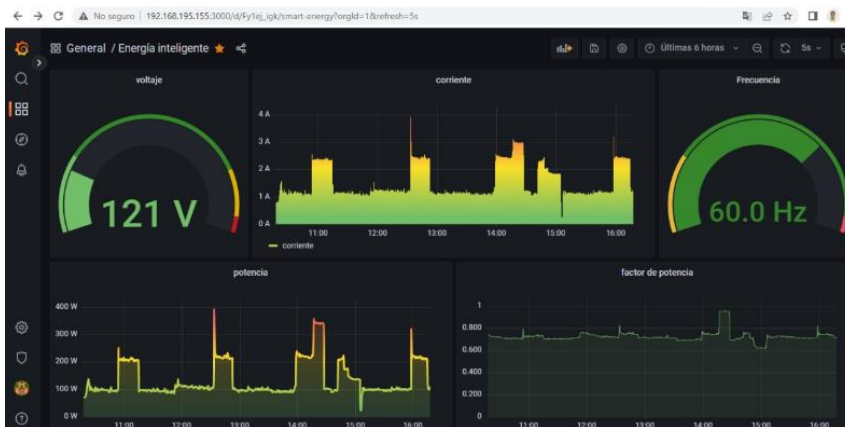 No seguro | 192.168.195.155:3000/d/Fy1ej_igk/smart-energy?orgId=1&refresh=5s
General / Energía inteligente
Últimas 6 horas
5s
voltaje
121 V
corriente
4 A
3 A
2 A
1 A
0 A
11:00 12:00 13:00 14:00 15:00 16:00
corriente
Frecuencia
60.0 Hz
potencia
400 W
300 W
200 W
100 W
0 W
11:00 12:00 13:00 14:00 15:00 16:00
factor de potencia
1
0.800
0.600
0.400
0.200
0
11:00 12:00 13:00 14:00 15:00 16:00